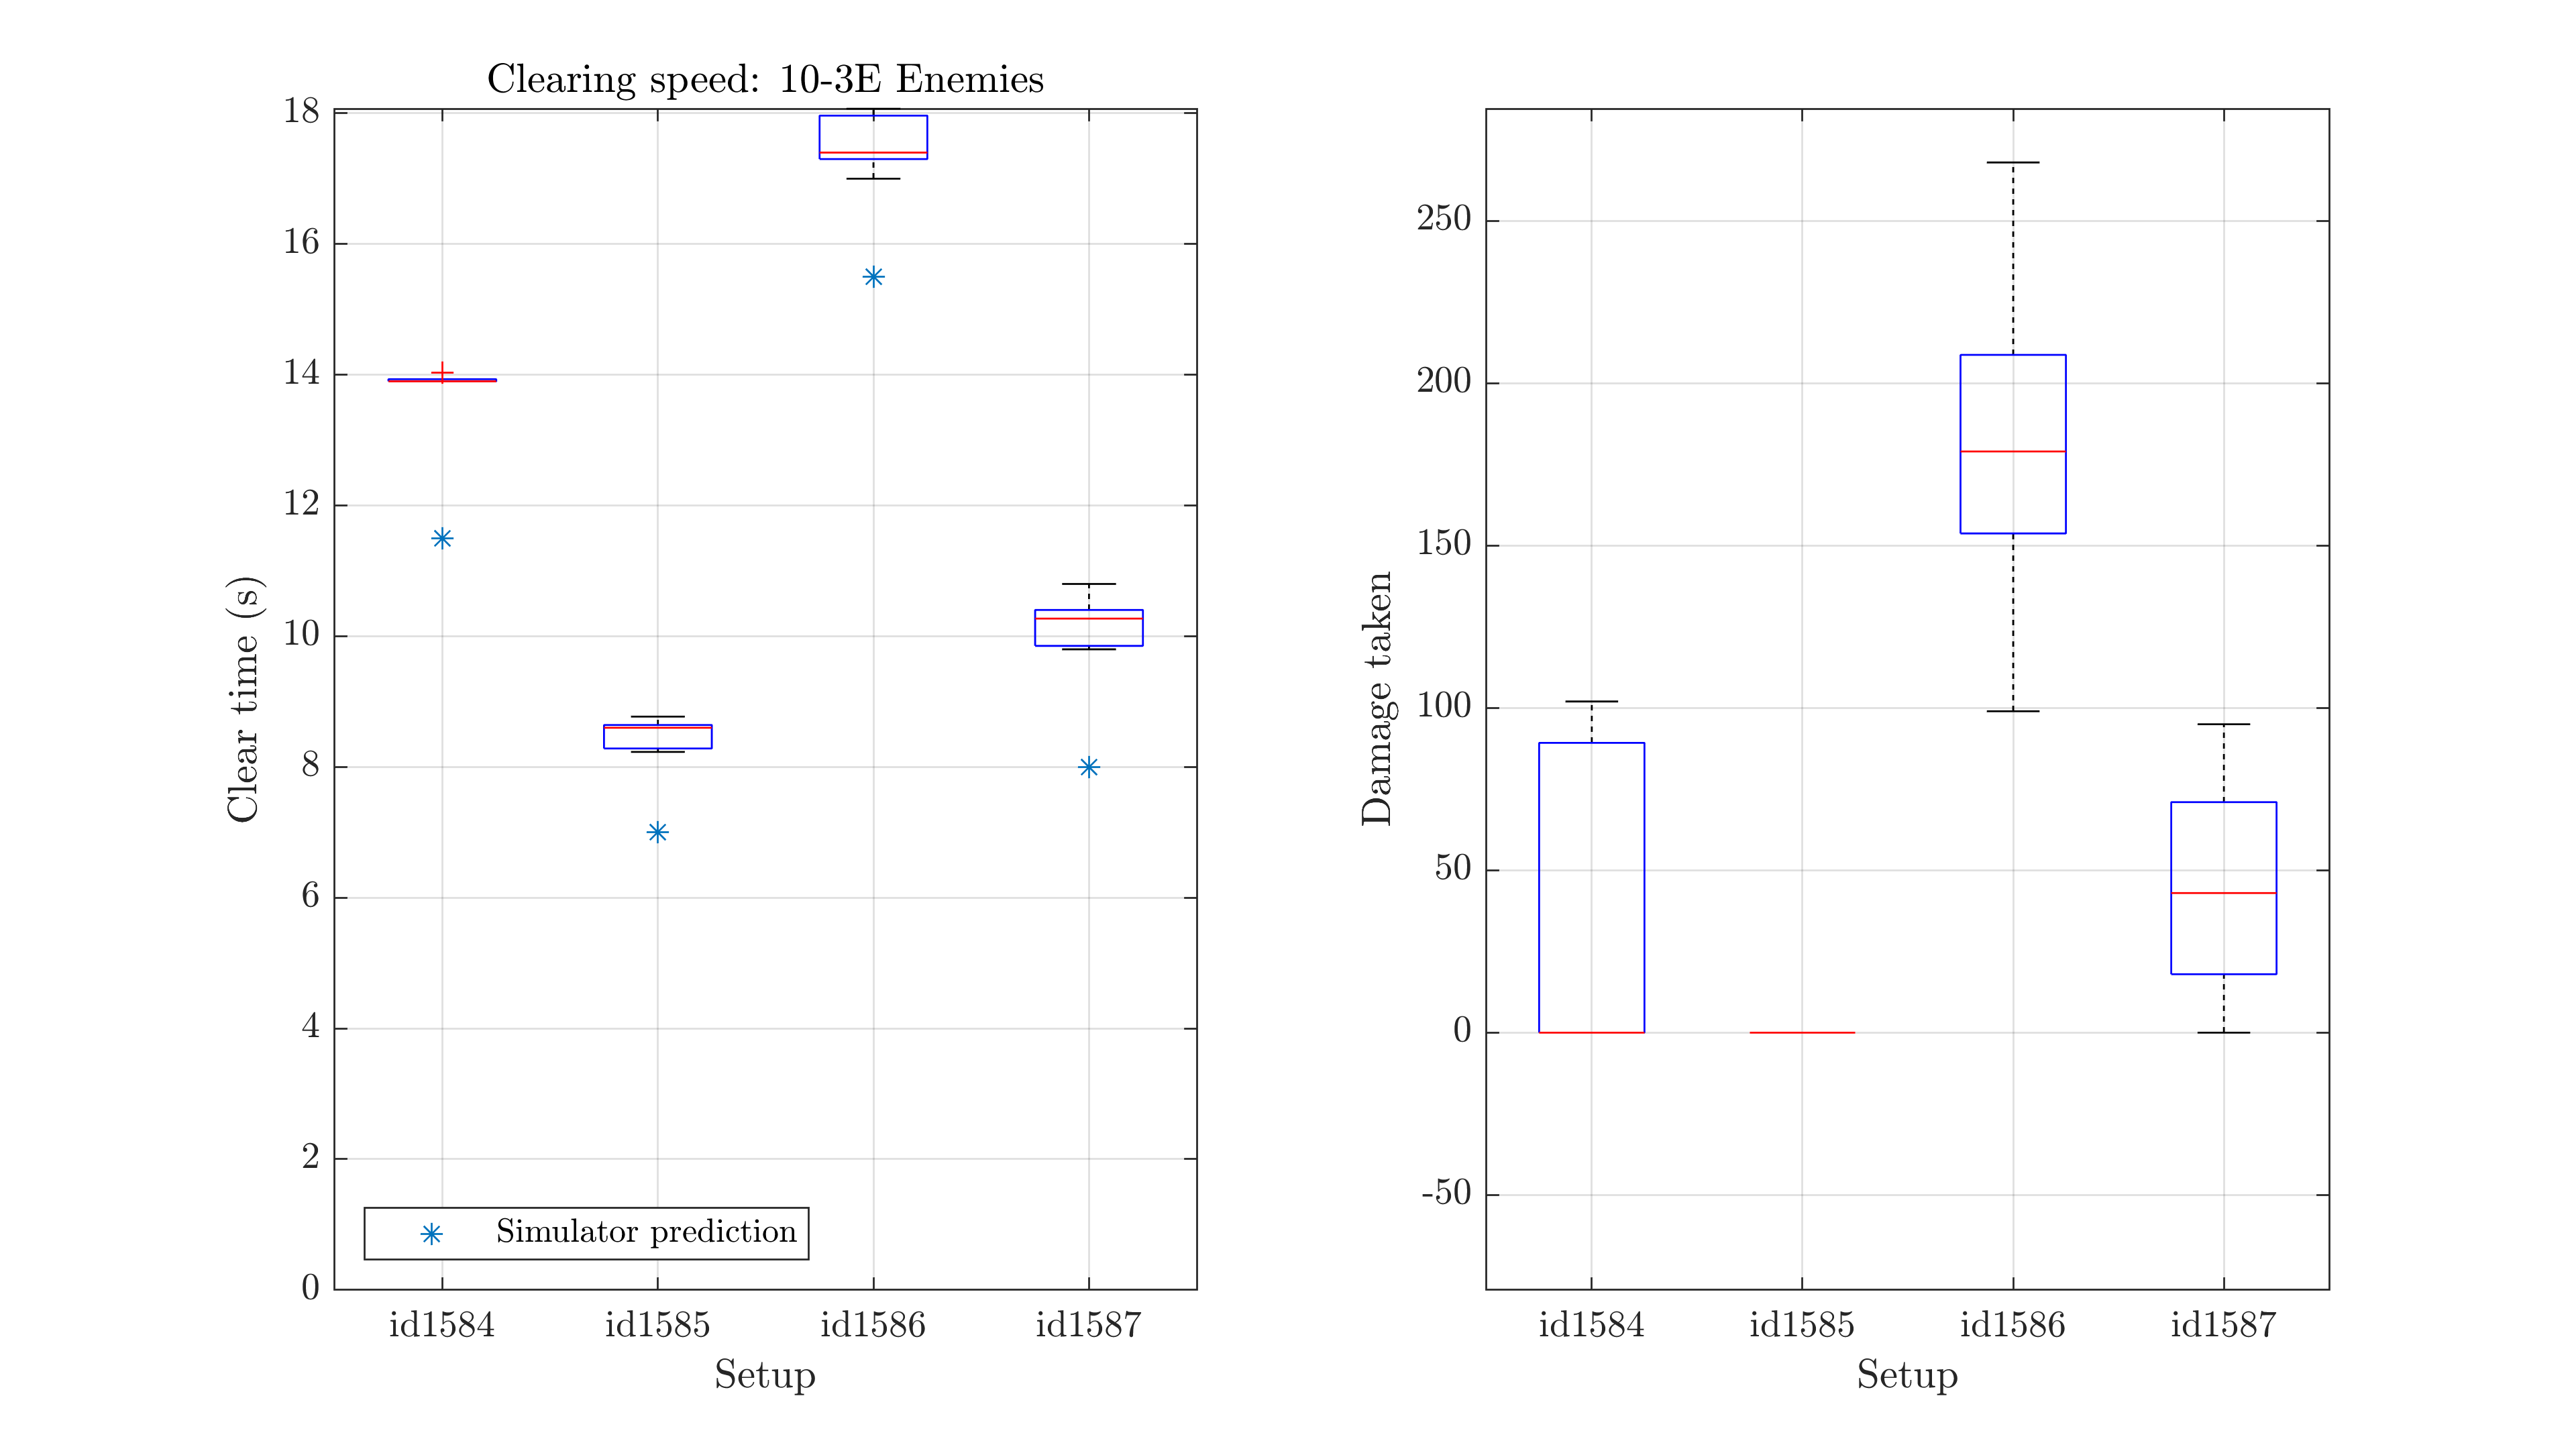 Clearing speed: 10-3E Enemies
18
16
14
12
10
8
6
4
2
0
Clear time (s)
Simulator prediction
id1584 id1585 id1586 id1587
Setup
250
200
150
100
50
0
-50
Damage taken
id1584 id1585 id1586 id1587
Setup